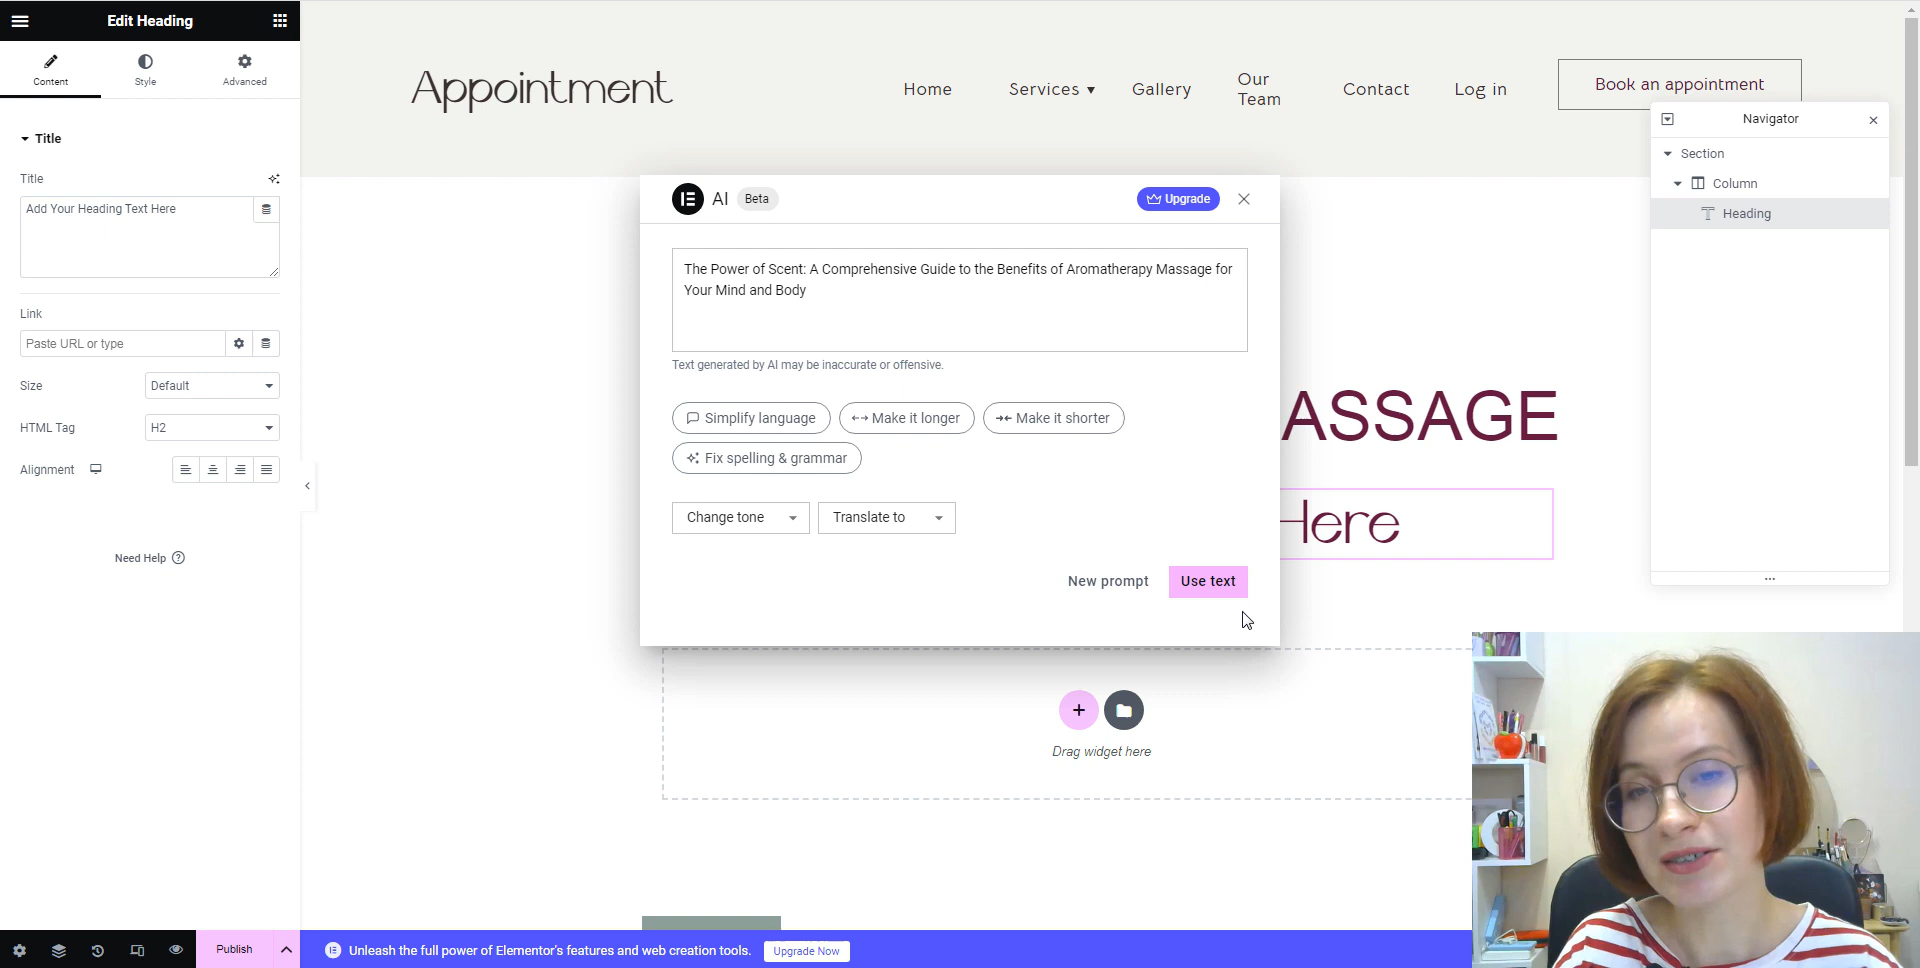 Edit Heading
Content
Style
Advanced
Title
Title
Add Your Heading Text Here
Link
Paste URL or type
Size
Default
HTML Tag
H2
Alignment
Need Help
Publish
Appointment
Home
Services
Gallery
Our
Team
Contact
Log in
Book an appointment
Navigator
Section
Column
Heading
AI
Beta
Upgrade
The Power of Scent: A Comprehensive Guide to the Benefits of Aromatherapy Massage for
Your Mind and Body
Text generated by AI may be inaccurate or offensive.
Simplify language
Make it longer
Make it shorter
Fix spelling & grammar
Change tone
Translate to
New prompt
Use text
ASSAGE
Here
Drag widget here
Unleash the full power of Elementor's features and web creation tools.
Upgrade Now